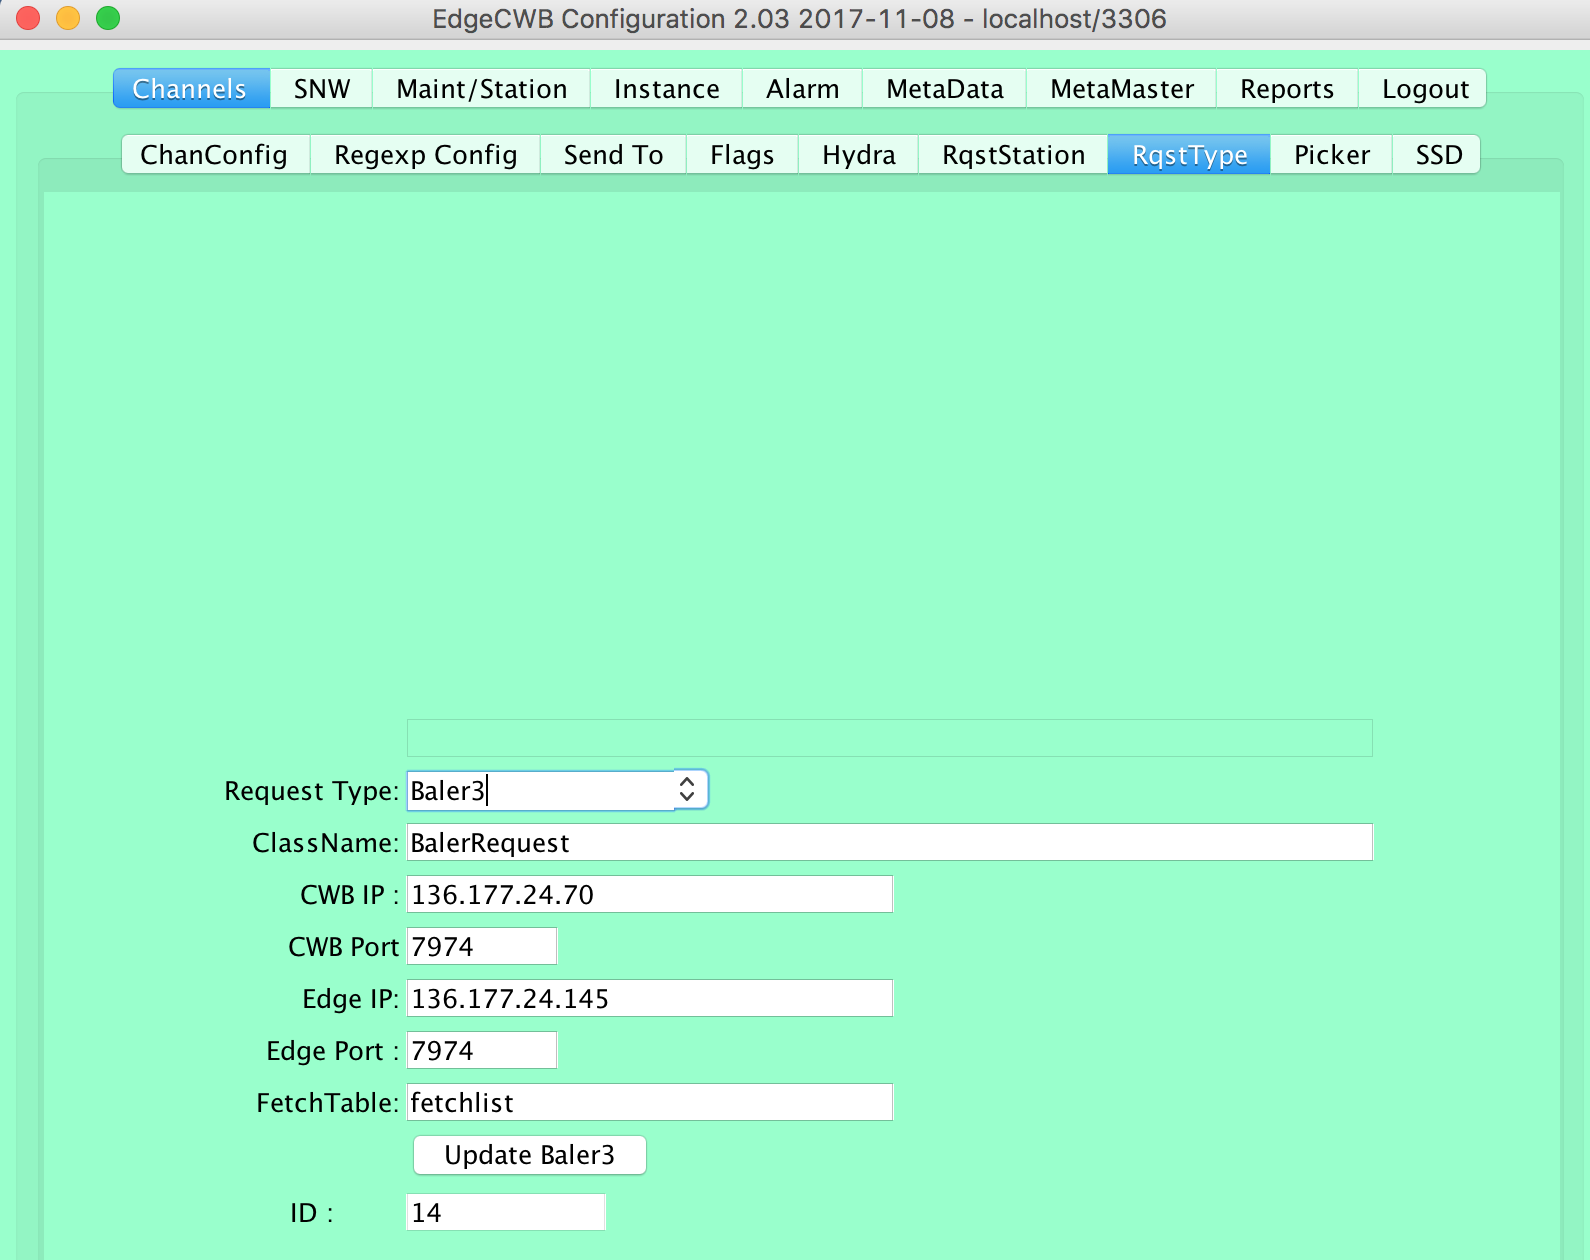 EdgeCWB Configuration 2.03 2017-11-08 - localhost/3306
Channels SNW Maint/Station Instance Alarm MetaData MetaMaster Reports Logout
ChanConfig Regexp Config Send To Flags Hydra RqstStation RqstType Picker SSD
Request Type: Baler3
ClassName: BalerRequest
CWB IP : 136.177.24.70
CWB Port 7974
Edge IP: 136.177.24.145
Edge Port : 7974
FetchTable: fetchlist
Update Baler3
ID : 14